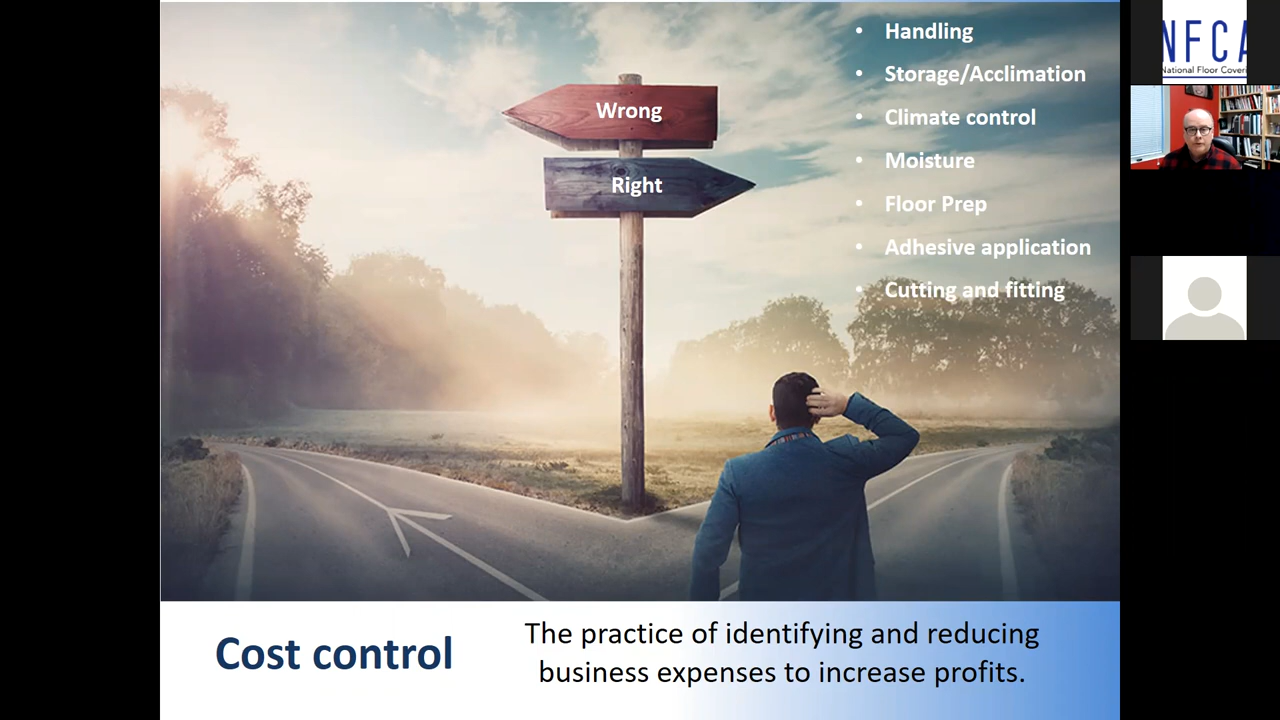 Wrong
Right
• Handling
• Storage/Acclimation
• Climate control
• Moisture
• Floor Prep
• Adhesive application
• Cutting and fitting
Cost control
The practice of identifying and reducing
business expenses to increase profits.
NFCA
National Floor Coveri